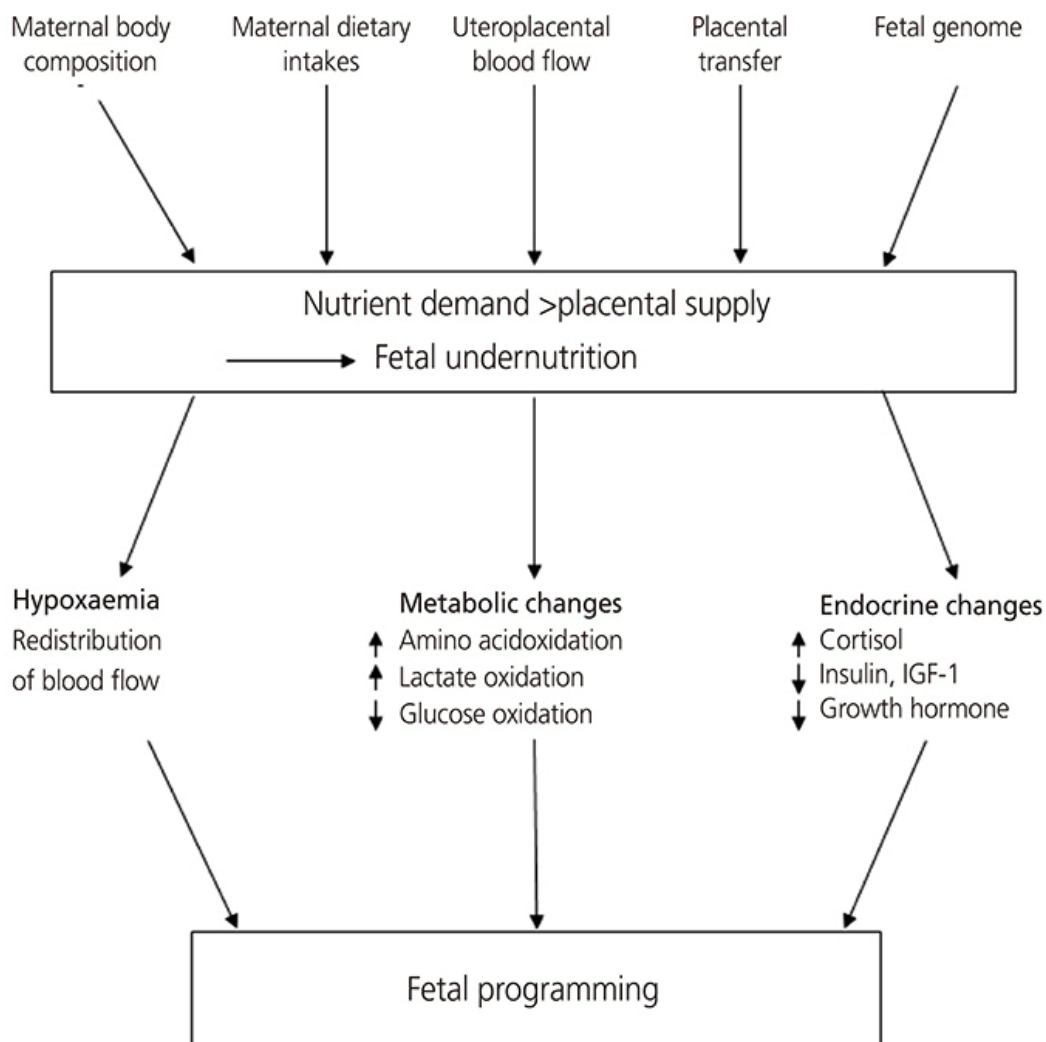 Maternal body
composition
Maternal dietary
intakes
Uteroplacental
blood flow
Placental
transfer
Fetal genome
Nutrient demand >placental supply
Fetal undernutrition
Hypoxaemia
Redistribution
of blood flow
Metabolic changes
Amino acidoxidation
Lactate oxidation
Glucose oxidation
Endocrine changes
Cortisol
Insulin, IGF-1
Growth hormone
Fetal programming